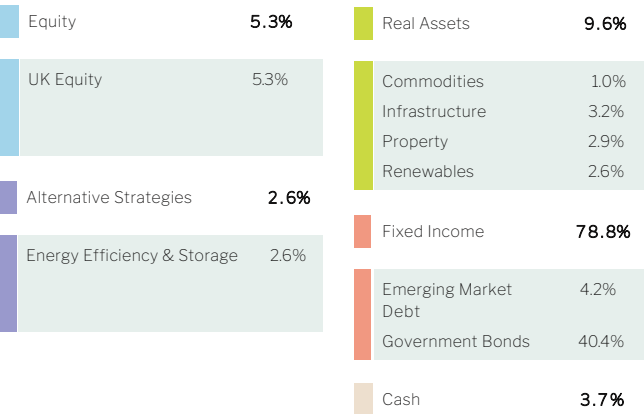 Equity 5.3%
UK Equity 5.3%
Alternative Strategies 2.6%
Energy Efficiency & Storage 2.6%
Real Assets 9.6%
Commodities 1.0%
Infrastructure 3.2%
Property 2.9%
Renewables 2.6%
Fixed Income 78.8%
Emerging Market 4.2%
Debt
Government Bonds 40.4%
Cash 3.7%